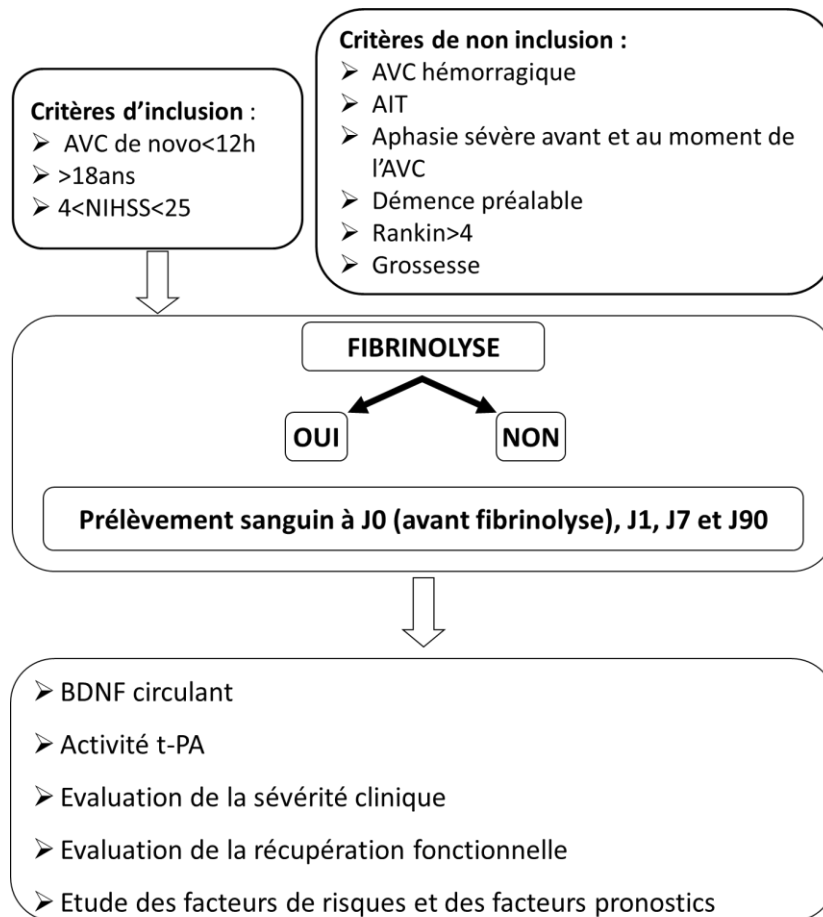 Critères d’inclusion :
➢ AVC de novo<12h
➢ >18ans
➢ 4<NIHSS<25
Critères de non inclusion :
➢ AVC hémorragique
➢ AIT
➢ Aphasie sévère avant et au moment de
l’AVC
➢ Démence préalable
➢ Rankin>4
➢ Grossesse
FIBRINOLYSE
OUI
NON
Prélèvement sanguin à J0 (avant fibrinolyse), J1, J7 et J90
➢ BDNF circulant
➢ Activité t-PA
➢ Evaluation de la sévérité clinique
➢ Evaluation de la récupération fonctionnelle
➢ Etude des facteurs de risques et des facteurs pronostics